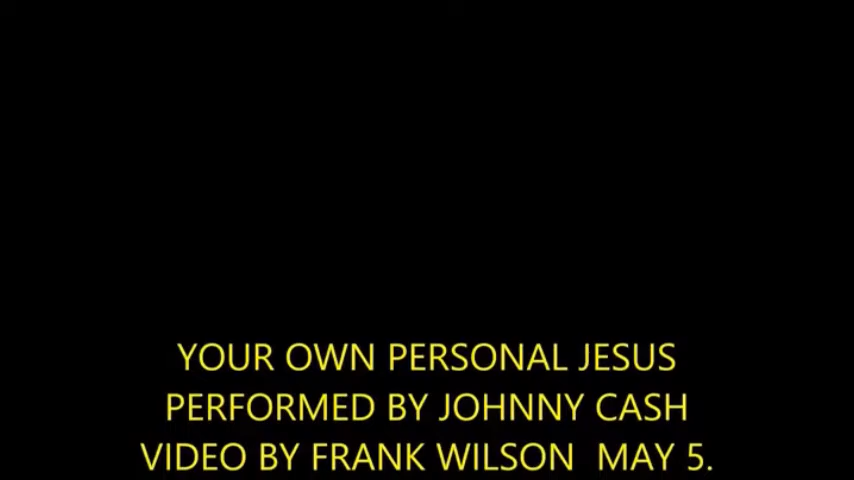 YOUR OWN PERSONAL JESUS
PERFORMED BY JOHNNY CASH
VIDEO BY FRANK WILSON  MAY 5.